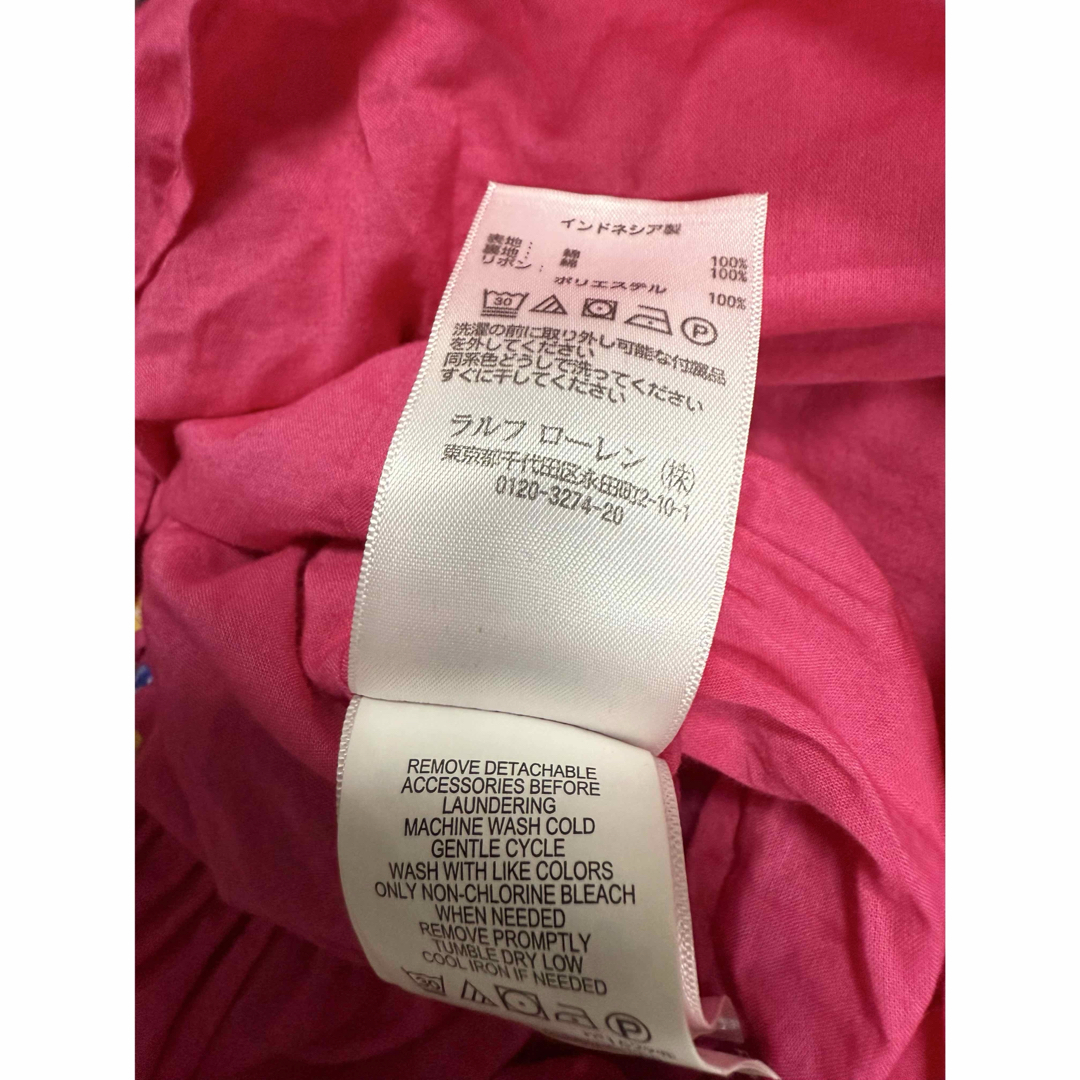 インドネシア製
表地: 綿 100%
裏地: 綿 100%
リボン: ポリエステル 100%
30 P
洗濯の前に取り外し可能な付属品
を外してください
同系色どうしで洗ってください
すぐに干してください
ラルフ ローレン (株)
東京都千代田区永田町2-10-1
0120-3274-20
REMOVE DETACHABLE
ACCESSORIES BEFORE
LAUNDERING
MACHINE WASH COLD
GENTLE CYCLE
WASH WITH LIKE COLORS
ONLY NON-CHLORINE BLEACH
WHEN NEEDED
REMOVE PROMPTLY
TUMBLE DRY LOW
COOL IRON IF NEEDED
30 P